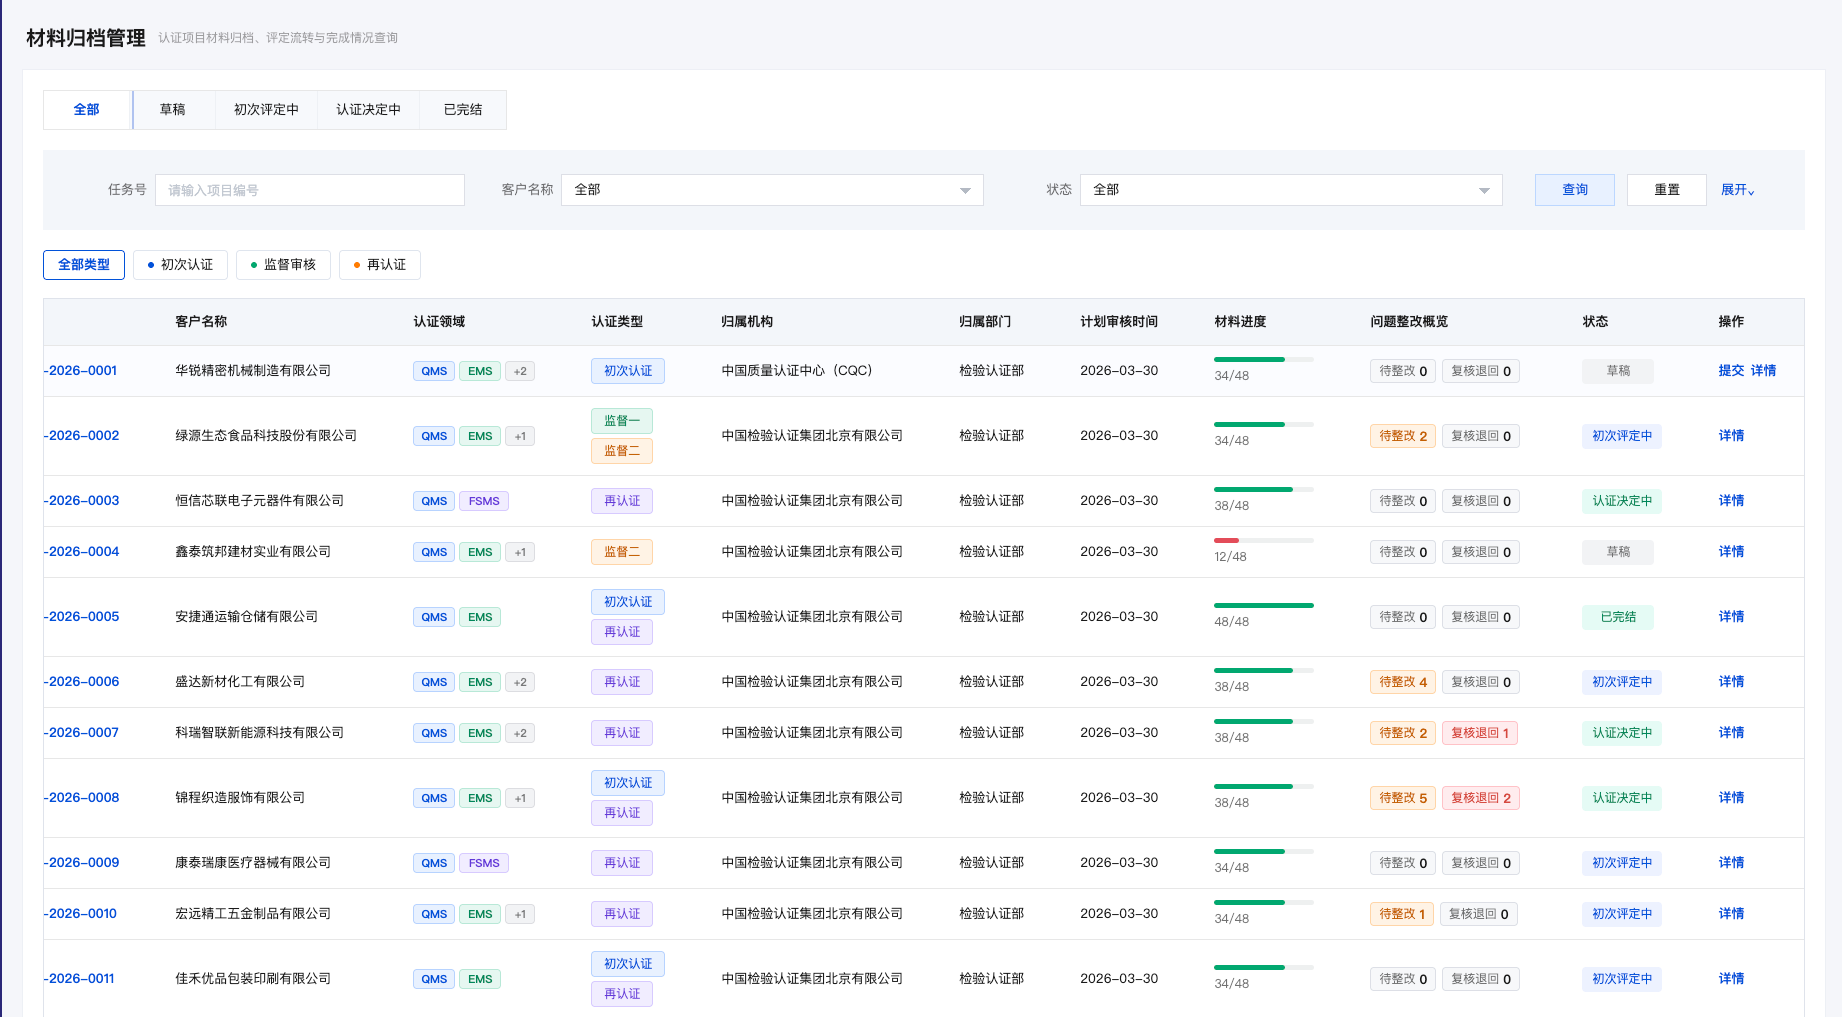 材料归档管理 认证项目材料归档、评定流转与完成情况查询
全部 草稿 初次评定中 认证决定中 已完结
任务号 请输入项目编号 客户名称 全部 状态 全部 查询 重置 展开
全部类型 初次认证 监督审核 再认证
客户名称 认证领域 认证类型 归属机构 归属部门 计划审核时间 材料进度 问题整改概览 状态 操作
-2026-0001 华锐精密机械制造有限公司 QMS EMS +2 初次认证 中国质量认证中心（CQC） 检验认证部 2026-03-30 34/48 待整改 0 复核退回 0 草稿 提交 详情
-2026-0002 绿源生态食品科技股份有限公司 QMS EMS +1 监督一 监督二 中国检验认证集团北京有限公司 检验认证部 2026-03-30 34/48 待整改 2 复核退回 0 初次评定中 详情
-2026-0003 恒信芯联电子元器件有限公司 QMS FSMS 再认证 中国检验认证集团北京有限公司 检验认证部 2026-03-30 38/48 待整改 0 复核退回 0 认证决定中 详情
-2026-0004 鑫泰筑邦建材实业有限公司 QMS EMS +1 监督二 中国检验认证集团北京有限公司 检验认证部 2026-03-30 12/48 待整改 0 复核退回 0 草稿 详情
-2026-0005 安捷通运输仓储有限公司 QMS EMS 初次认证 再认证 中国检验认证集团北京有限公司 检验认证部 2026-03-30 48/48 待整改 0 复核退回 0 已完结 详情
-2026-0006 盛达新材化工有限公司 QMS EMS +2 再认证 中国检验认证集团北京有限公司 检验认证部 2026-03-30 38/48 待整改 4 复核退回 0 初次评定中 详情
-2026-0007 科瑞智联新能源科技有限公司 QMS EMS +2 再认证 中国检验认证集团北京有限公司 检验认证部 2026-03-30 38/48 待整改 2 复核退回 1 认证决定中 详情
-2026-0008 锦程织造服饰有限公司 QMS EMS +1 初次认证 再认证 中国检验认证集团北京有限公司 检验认证部 2026-03-30 38/48 待整改 5 复核退回 2 认证决定中 详情
-2026-0009 康泰瑞康医疗器械有限公司 QMS FSMS 再认证 中国检验认证集团北京有限公司 检验认证部 2026-03-30 34/48 待整改 0 复核退回 0 初次评定中 详情
-2026-0010 宏远精工五金制品有限公司 QMS EMS +1 再认证 中国检验认证集团北京有限公司 检验认证部 2026-03-30 34/48 待整改 1 复核退回 0 初次评定中 详情
-2026-0011 佳禾优品包装印刷有限公司 QMS EMS 初次认证 再认证 中国检验认证集团北京有限公司 检验认证部 2026-03-30 34/48 待整改 0 复核退回 0 初次评定中 详情